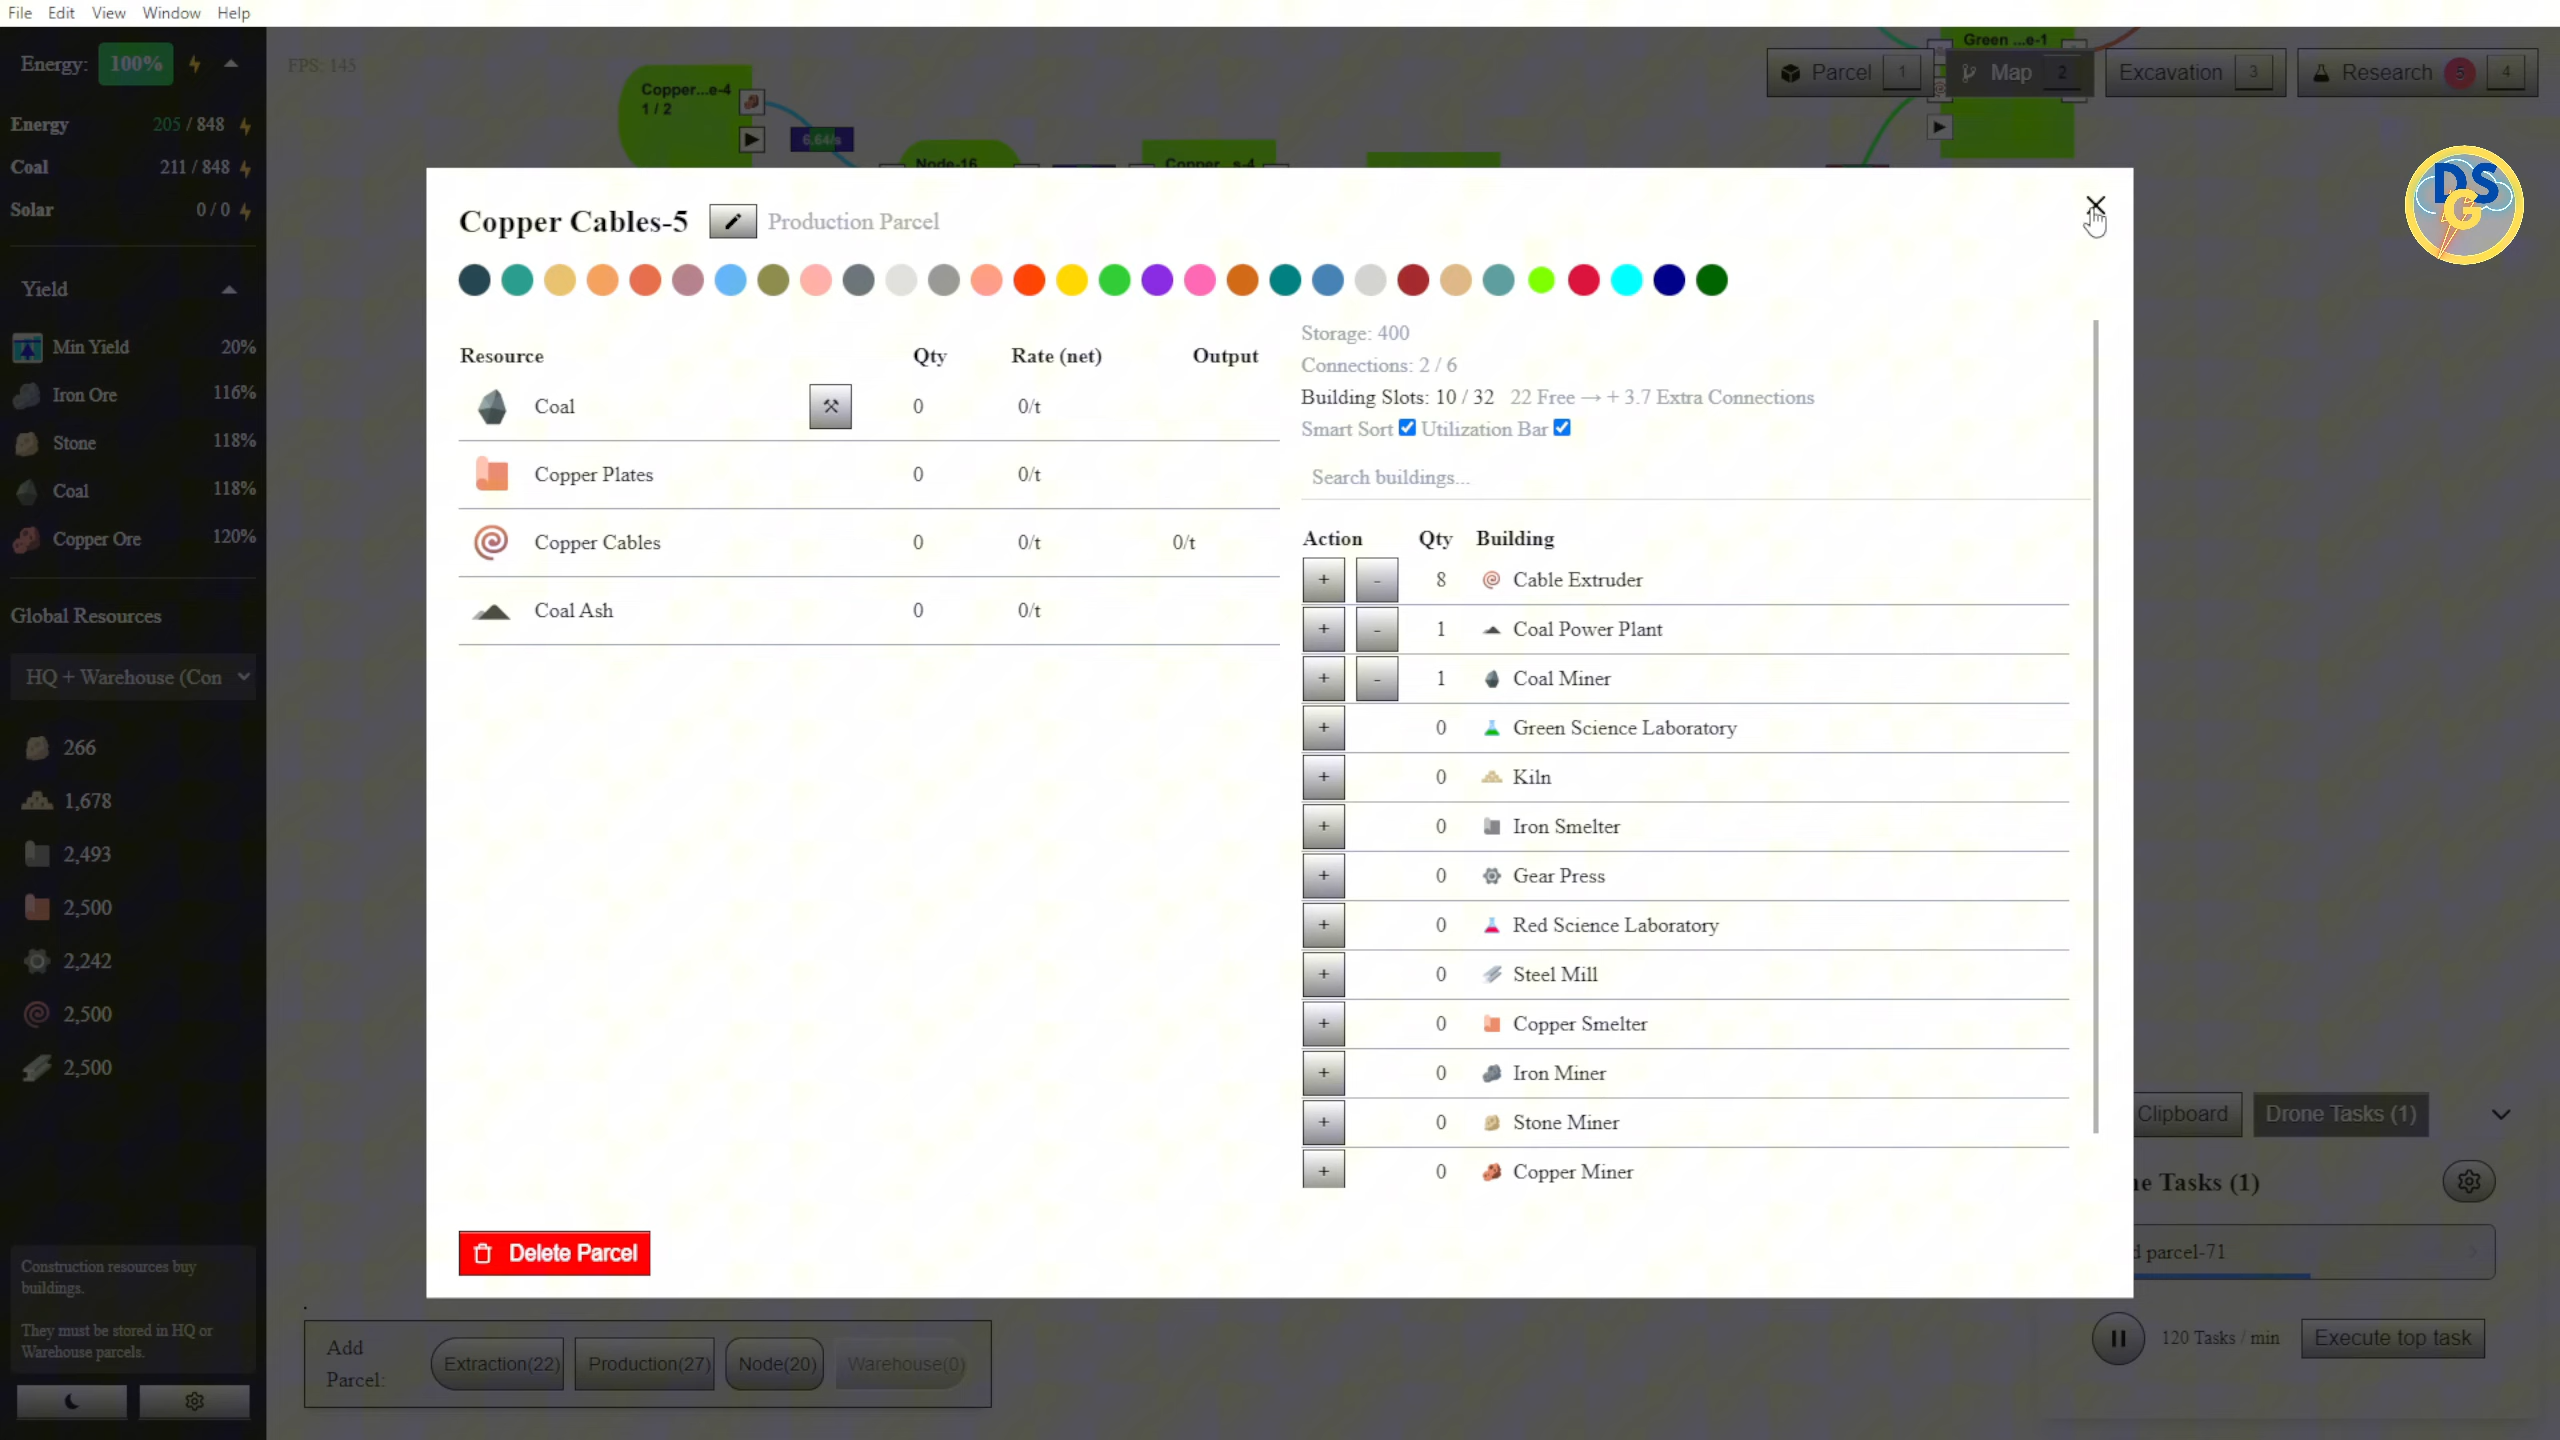 File Edit View Window Help
Energy: 100%
FPS: 145
Energy 205 / 848
Coal 211 / 848
Solar 0 / 0
Yield
Min Yield 20%
Iron Ore 116%
Stone 118%
Coal 118%
Copper Ore 120%
Global Resources
HQ + Warehouse (Con
266
1,678
2,493
2,500
2,242
2,500
2,500
Construction resources buy
buildings.
They must be stored in HQ or
Warehouse parcels.
Copper...e-4
1 / 2
6.64/s
Node-16
Copper...s-4
Green ...e-1
Parcel 1
Map 2
Excavation 3
Research 5 4
DSG
Copper Cables-5
Production Parcel
Resource Qty Rate (net) Output
Coal 0 0/t
Copper Plates 0 0/t
Copper Cables 0 0/t 0/t
Coal Ash 0 0/t
Delete Parcel
Storage: 400
Connections: 2 / 6
Building Slots: 10 / 32 22 Free → + 3.7 Extra Connections
Smart Sort Utilization Bar
Search buildings...
Action Qty Building
+ - 8 Cable Extruder
+ - 1 Coal Power Plant
+ - 1 Coal Miner
+ 0 Green Science Laboratory
+ 0 Kiln
+ 0 Iron Smelter
+ 0 Gear Press
+ 0 Red Science Laboratory
+ 0 Steel Mill
+ 0 Copper Smelter
+ 0 Iron Miner
+ 0 Stone Miner
+ 0 Copper Miner
Clipboard
Drone Tasks (1)
ne Tasks (1)
d parcel-71
120 Tasks / min
Execute top task
Add
Parcel:
Extraction(22)
Production(27)
Node(20)
Warehouse(0)